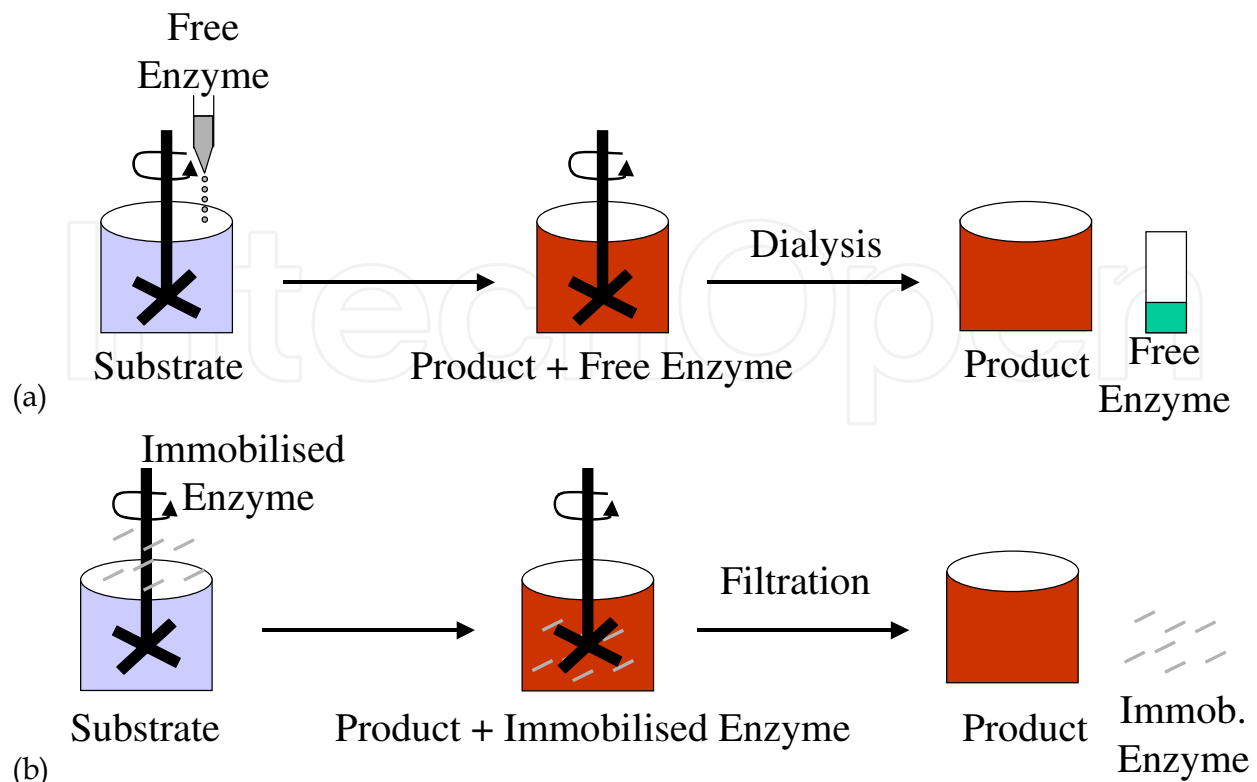 Free
Enzyme
Dialysis
Substrate
Product + Free Enzyme
Product
Free
Enzyme
(a)
Immobilised
Enzyme
Filtration
Substrate
Product + Immobilised Enzyme
Product
Immob.
Enzyme
(b)
IntechOpen